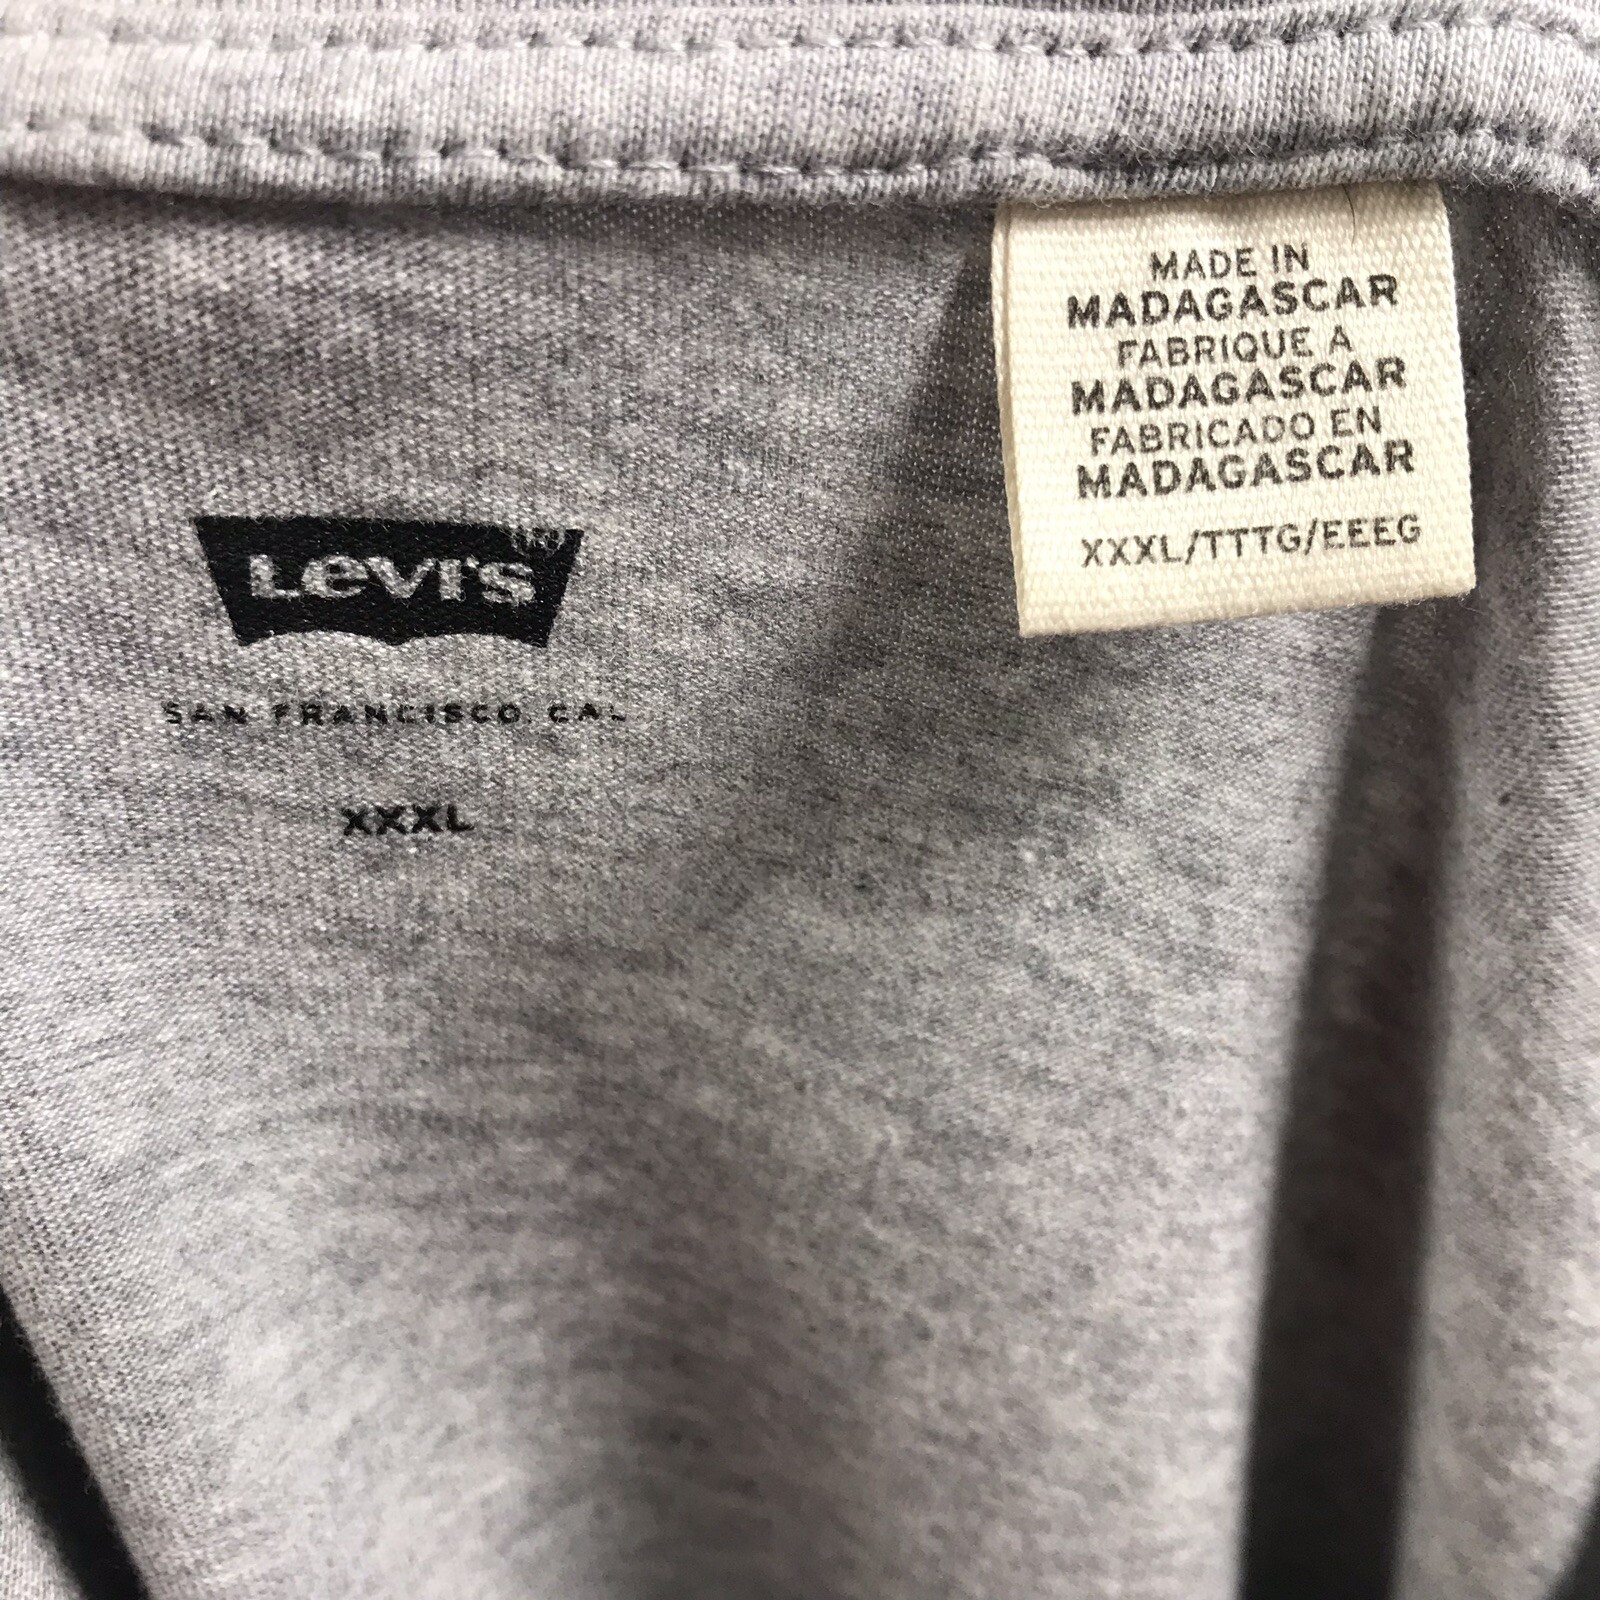 MADE IN
MADAGASCAR
FABRIQUE A
MADAGASCAR
FABRICADO EN
MADAGASCAR
XXXL/TTTG/EEEG
Levi's
SAN FRANCISCO, CAL
XXXL